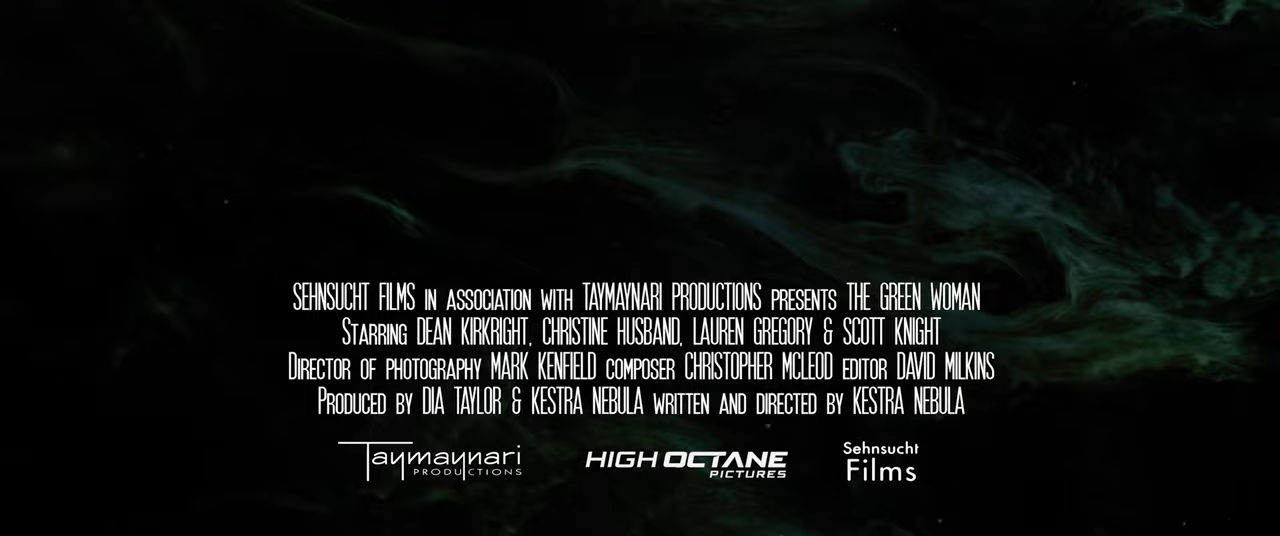 SEHNSUCHT FILMS IN ASSOCIATION WITH TAYMAYNARI PRODUCTIONS PRESENTS THE GREEN WOMAN
STARRING DEAN KIRKRIGHT, CHRISTINE HUSBAND, LAUREN GREGORY & SCOTT KNIGHT
DIRECTOR OF PHOTOGRAPHY MARK KENFIELD COMPOSER CHRISTOPHER MCLEOD EDITOR DAVID MILKINS
PRODUCED BY DIA TAYLOR & KESTRA NEBULA WRITTEN AND DIRECTED BY KESTRA NEBULA
Taymaynari
PRODUCTIONS
HIGH OCTANE
PICTURES
Sehnsucht
Films